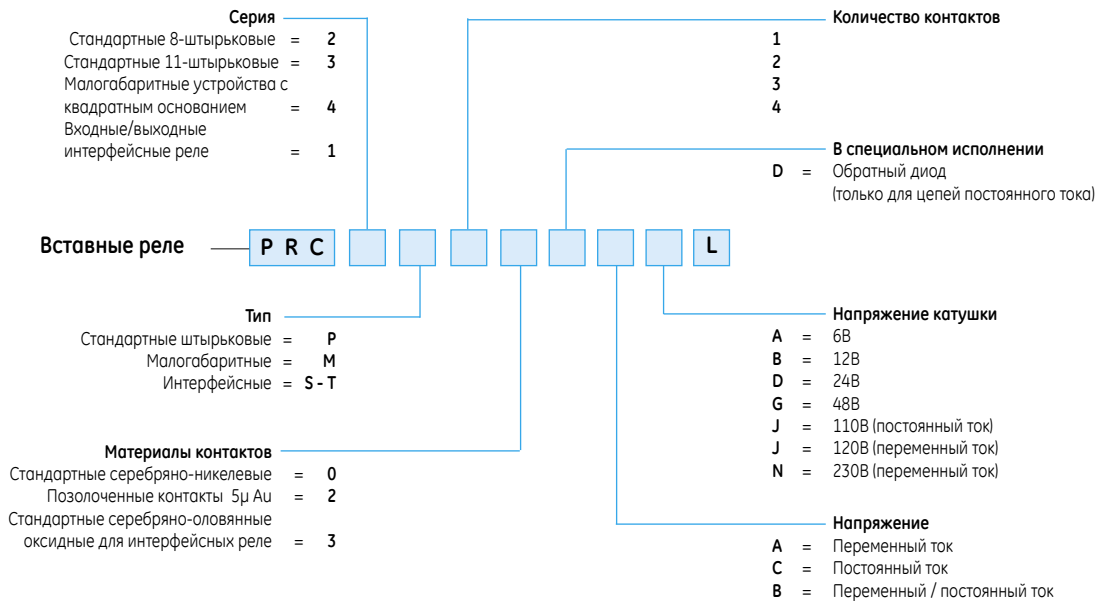 Серия
Стандартные 8-штырьковые = 2
Стандартные 11-штырьковые = 3
Малогабаритные устройства с
квадратным основанием = 4
Входные/выходные
интерфейсные реле = 1
Количество контактов
1
2
3
4
В специальном исполнении
D = Обратный диод
(только для цепей постоянного тока)
Вставные реле P R C L
Тип
Стандартные штырьковые = P
Малогабаритные = M
Интерфейсные = S - T
Материалы контактов
Стандартные серебряно-никелевые = 0
Позолоченные контакты 5μ Au = 2
Стандартные серебряно-оловянные
оксидные для интерфейсных реле = 3
Напряжение катушки
A = 6В
B = 12В
D = 24В
G = 48В
J = 110В (постоянный ток)
J = 120В (переменный ток)
N = 230В (переменный ток)
Напряжение
A = Переменный ток
C = Постоянный ток
B = Переменный / постоянный ток